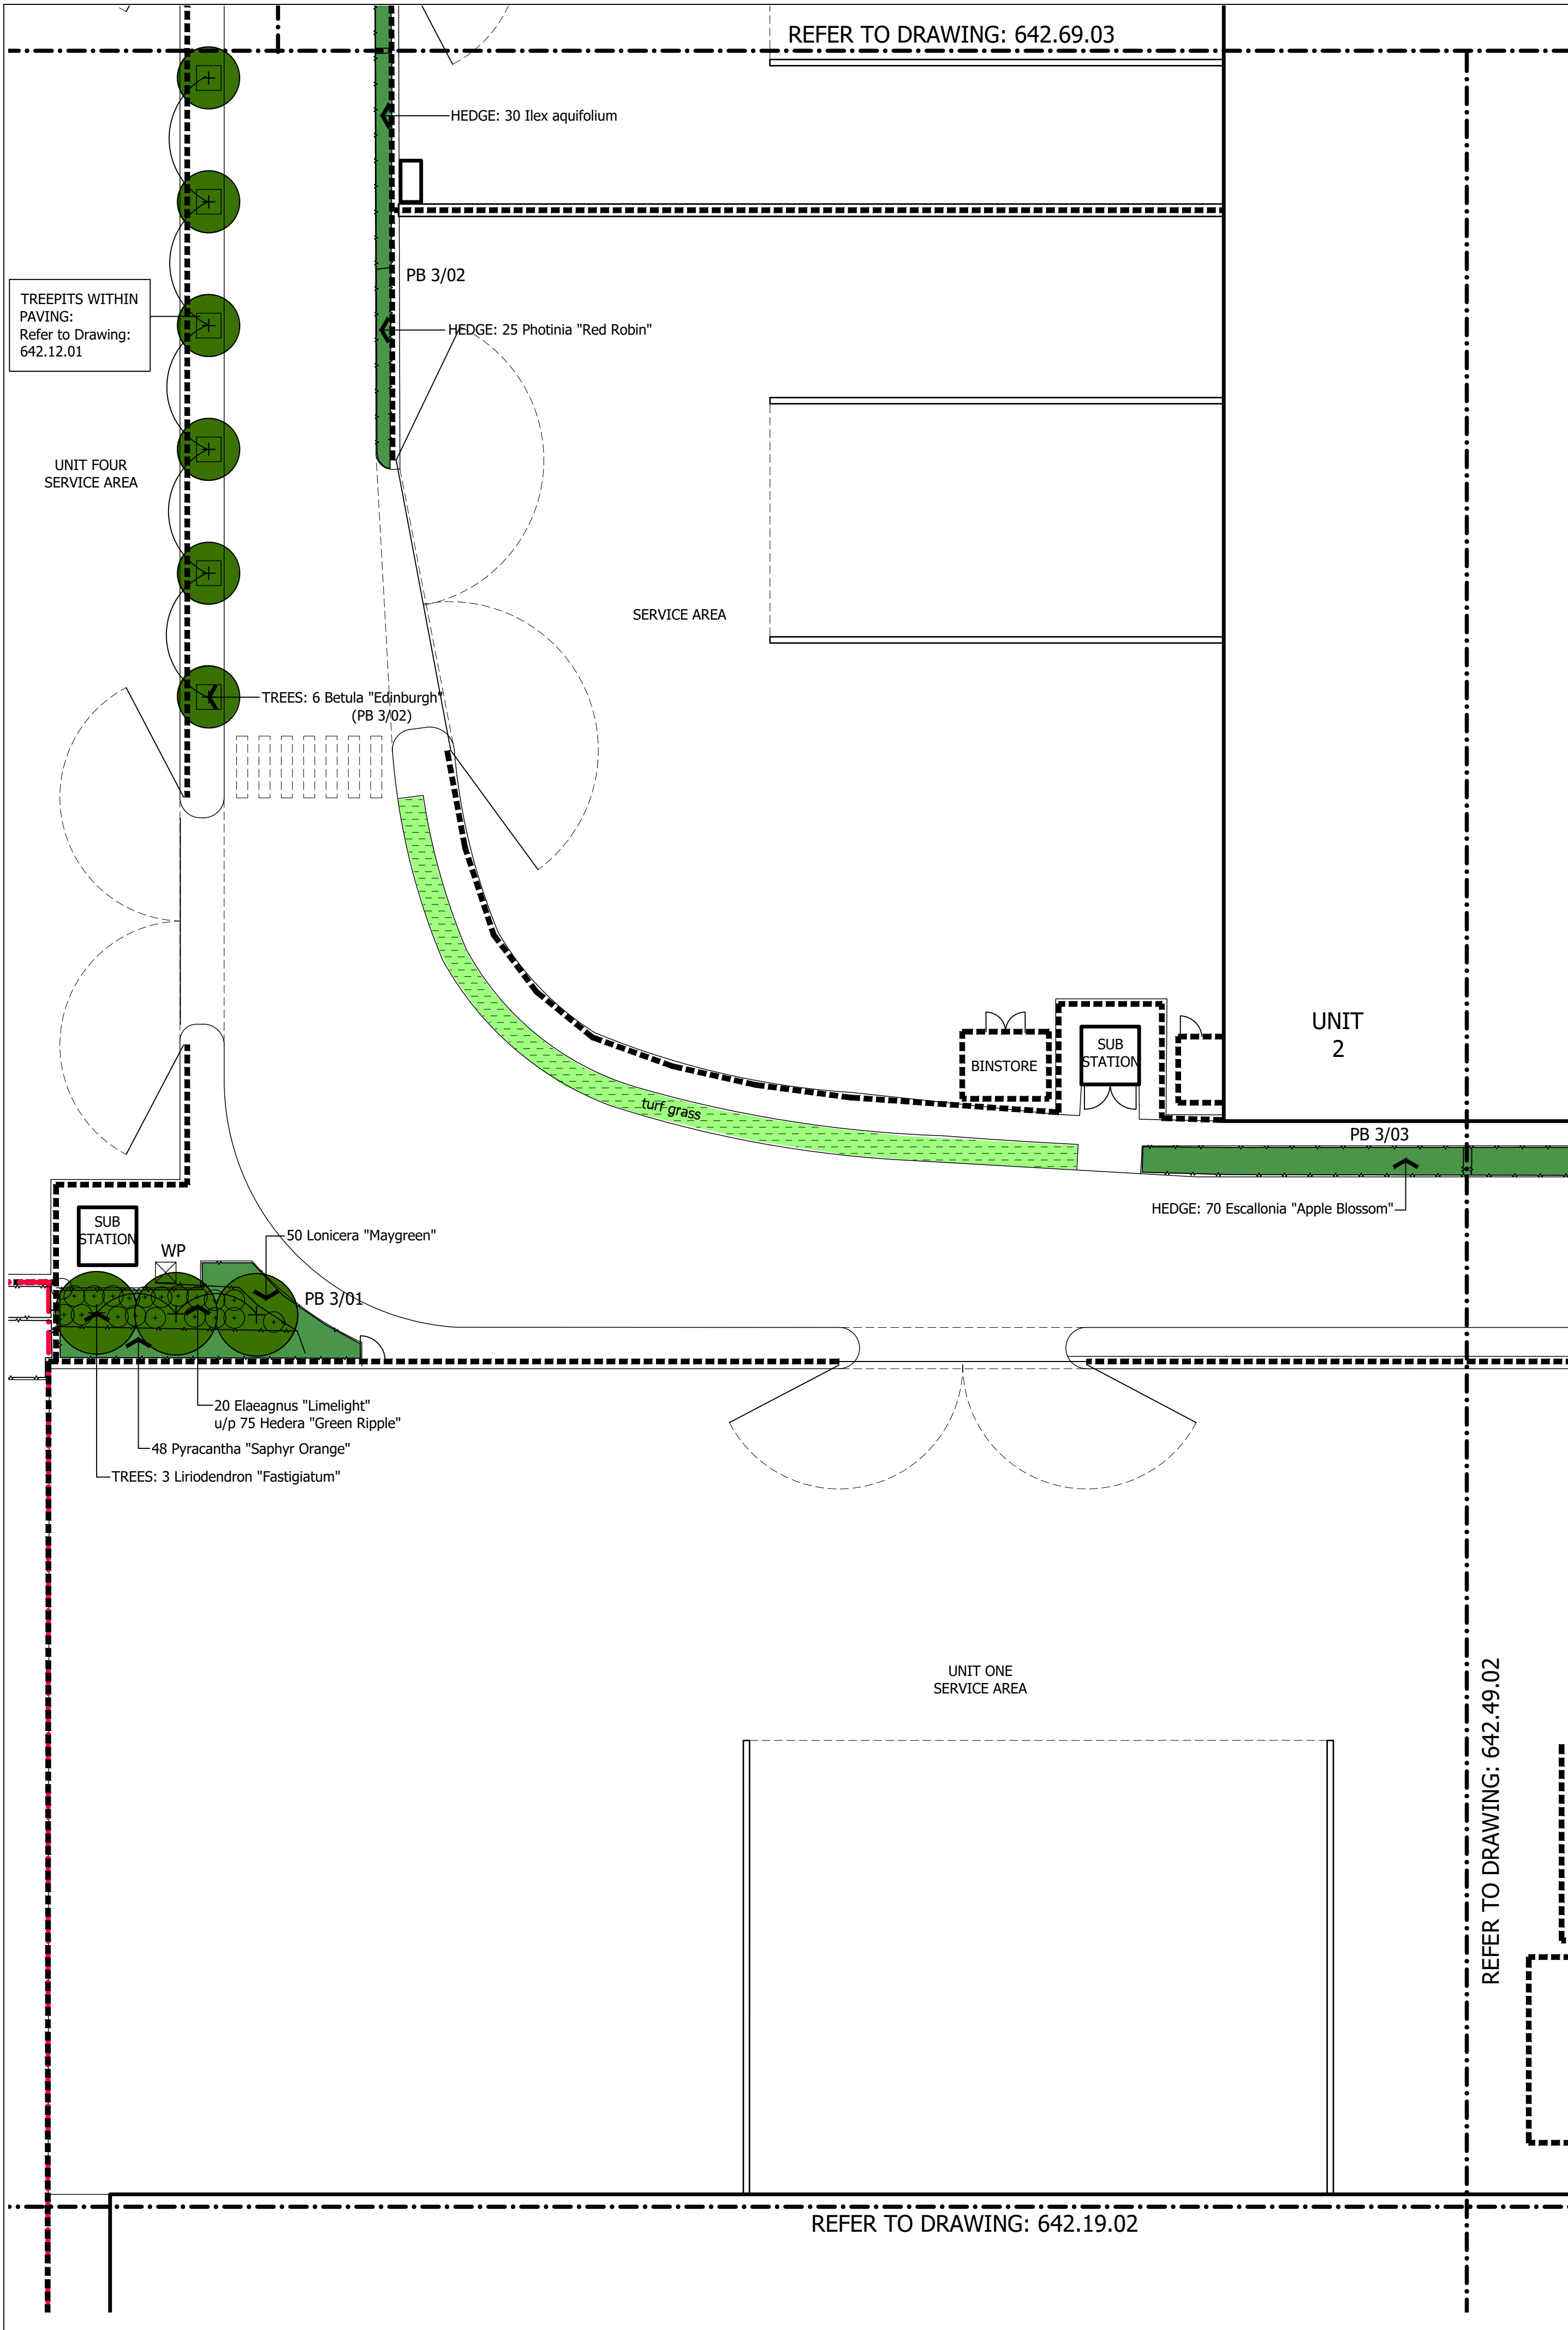 REFER TO DRAWING: 642.69.03
HEDGE: 30 Ilex aquifolium
PB 3/02
TREEPITS WITHIN
PAVING:
Refer to Drawing:
642.12.01
HEDGE: 25 Photinia "Red Robin"
UNIT FOUR
SERVICE AREA
SERVICE AREA
TREES: 6 Betula "Edinburgh"
(PB 3/02)
UNIT
2
BINSTORE
SUB
STATION
turf grass
PB 3/03
HEDGE: 70 Escallonia "Apple Blossom"
SUB
STATION
WP
50 Lonicera "Maygreen"
PB 3/01
20 Elaeagnus "Limelight"
u/p 75 Hedera "Green Ripple"
48 Pyracantha "Saphyr Orange"
TREES: 3 Liriodendron "Fastigiatum"
UNIT ONE
SERVICE AREA
REFER TO DRAWING: 642.49.02
REFER TO DRAWING: 642.19.02